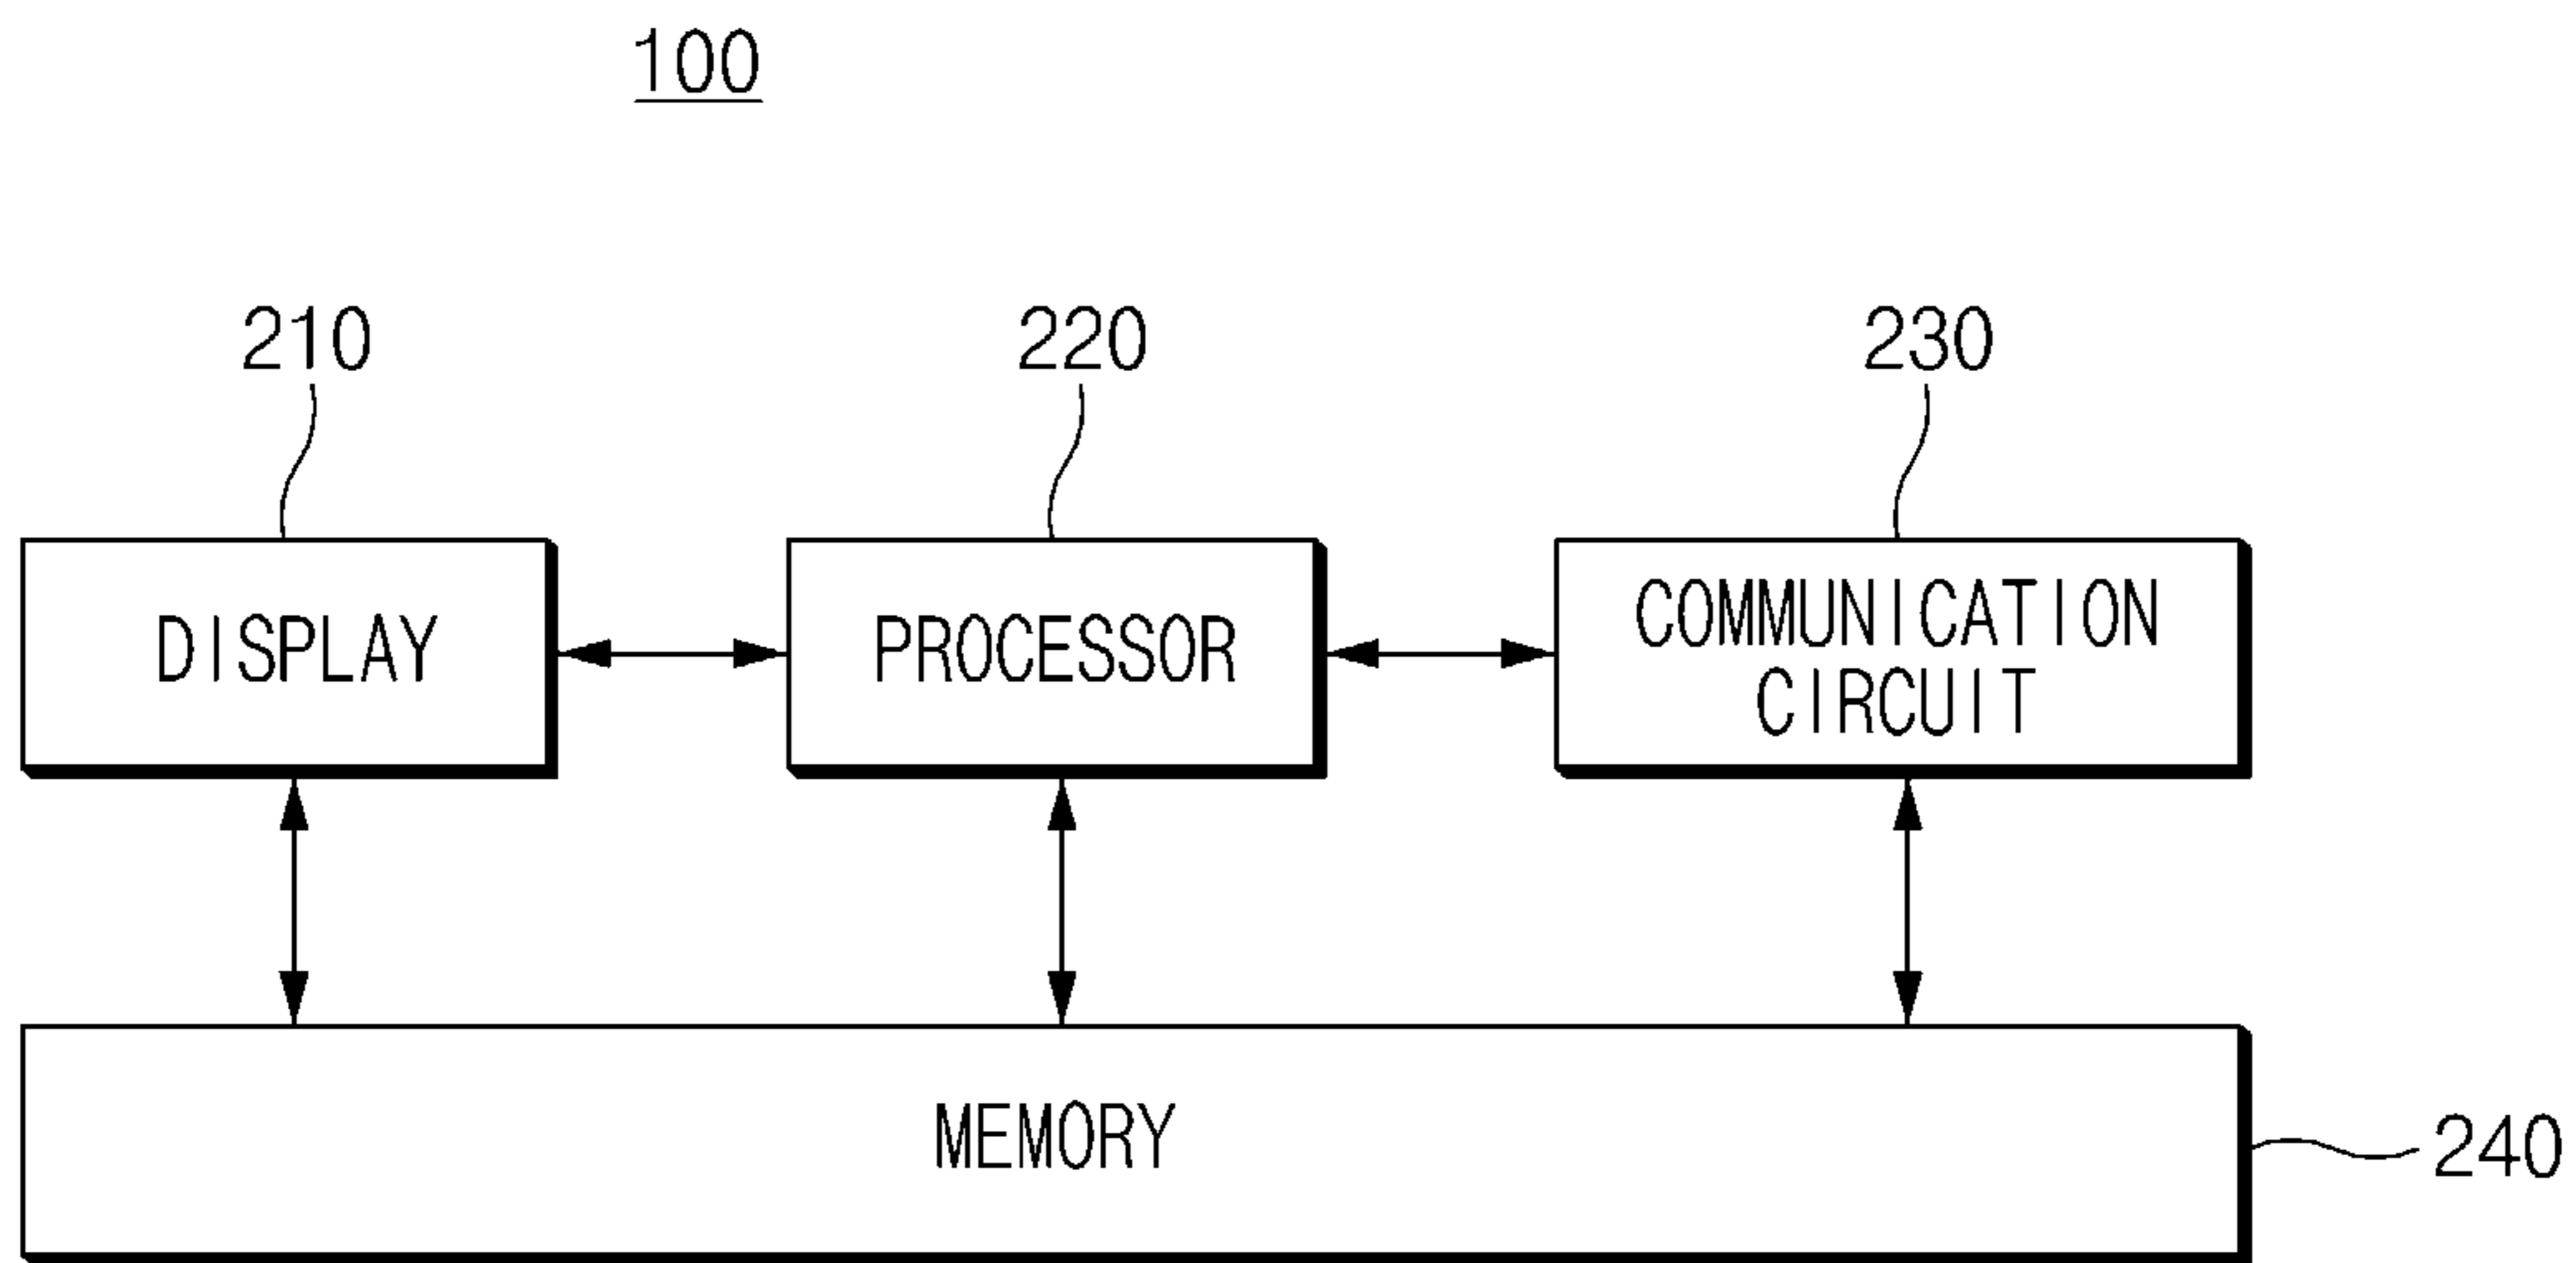 100
210
220
230
DISPLAY
PROCESSOR
COMMUNICATION
CIRCUIT
MEMORY
240